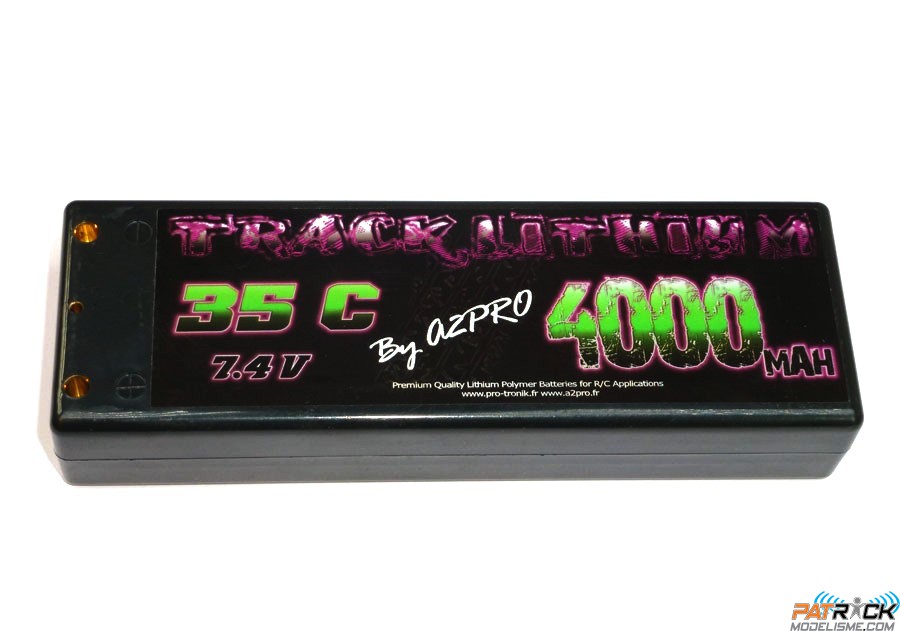 TRACK LITHIUM
35 C
7.4 V
By A2PRO
4000 MAH
Premium Quality Lithium Polymer Batteries for R/C Applications
www.pro-tronik.fr www.a2pro.fr
PATRICK
MODELISME.COM